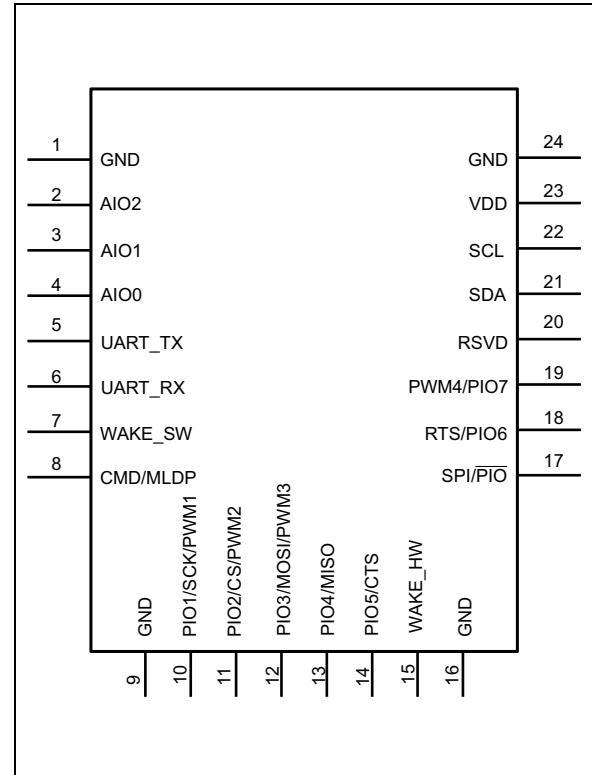 1 GND
2 AIO2
3 AIO1
4 AIO0
5 UART_TX
6 UART_RX
7 WAKE_SW
8 CMD/MLDP
GND 24
VDD 23
SCL 22
SDA 21
RSVD 20
PWM4/PIO7 19
RTS/PIO6 18
SPI/P̅I̅O̅ 17
GND 9
PIO1/SCK/PWM1 10
PIO2/CS/PWM2 11
PIO3/MOSI/PWM3 12
PIO4/MISO 13
PIO5/CTS 14
WAKE_HW 15
GND 16